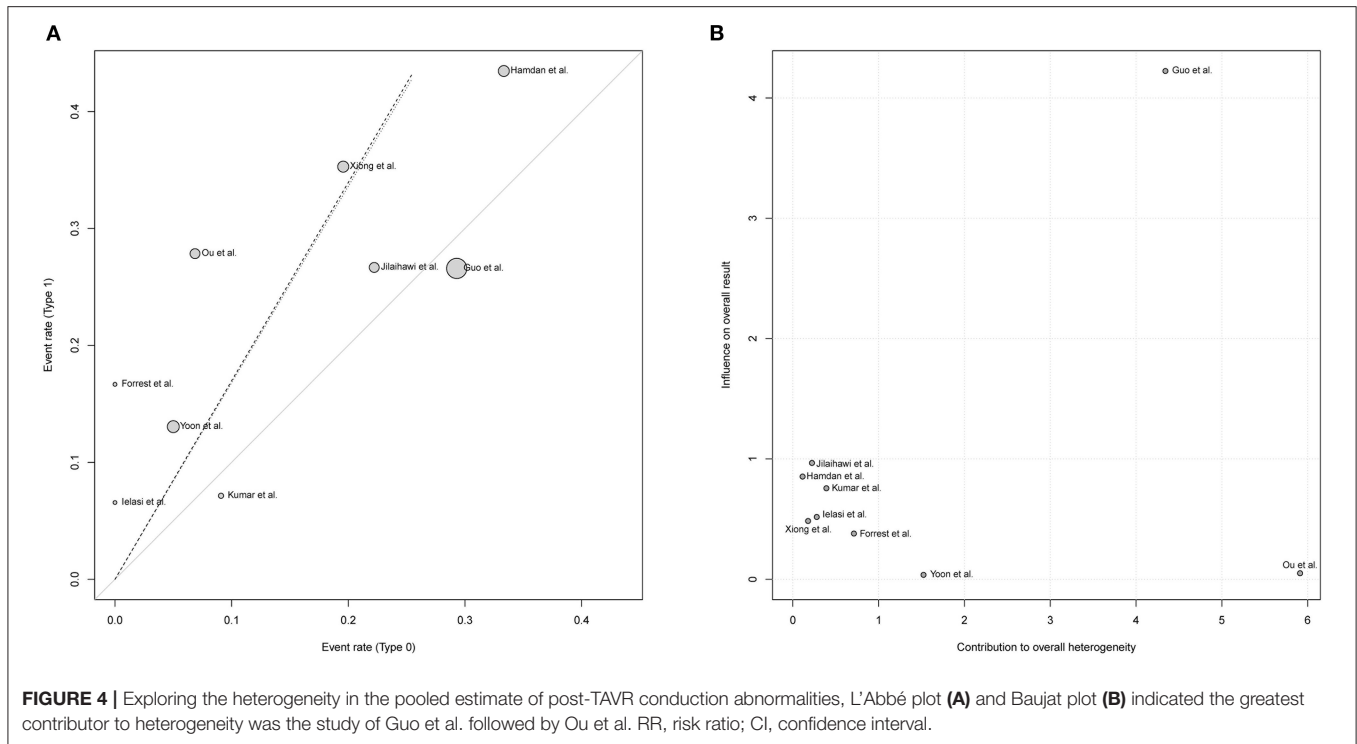 A
Event rate (Type 1)
0.4
0.3
0.2
0.1
0.0
Hamdan et al.
Xiong et al.
Ou et al.
Jilaihawi et al.
Guo et al.
Forrest et al.
Yoon et al.
Ielasi et al.
Kumar et al.
0.0 0.1 0.2 0.3 0.4
Event rate (Type 0)
B
Influence on overall result
4
3
2
1
0
Guo et al.
Jilaihawi et al.
Hamdan et al.
Kumar et al.
Ielasi et al.
Xiong et al.
Forrest et al.
Yoon et al.
Ou et al.
0 1 2 3 4 5 6
Contribution to overall heterogeneity
FIGURE 4 | Exploring the heterogeneity in the pooled estimate of post-TAVR conduction abnormalities, L'Abbé plot (A) and Baujat plot (B) indicated the greatest
contributor to heterogeneity was the study of Guo et al. followed by Ou et al. RR, risk ratio; CI, confidence interval.